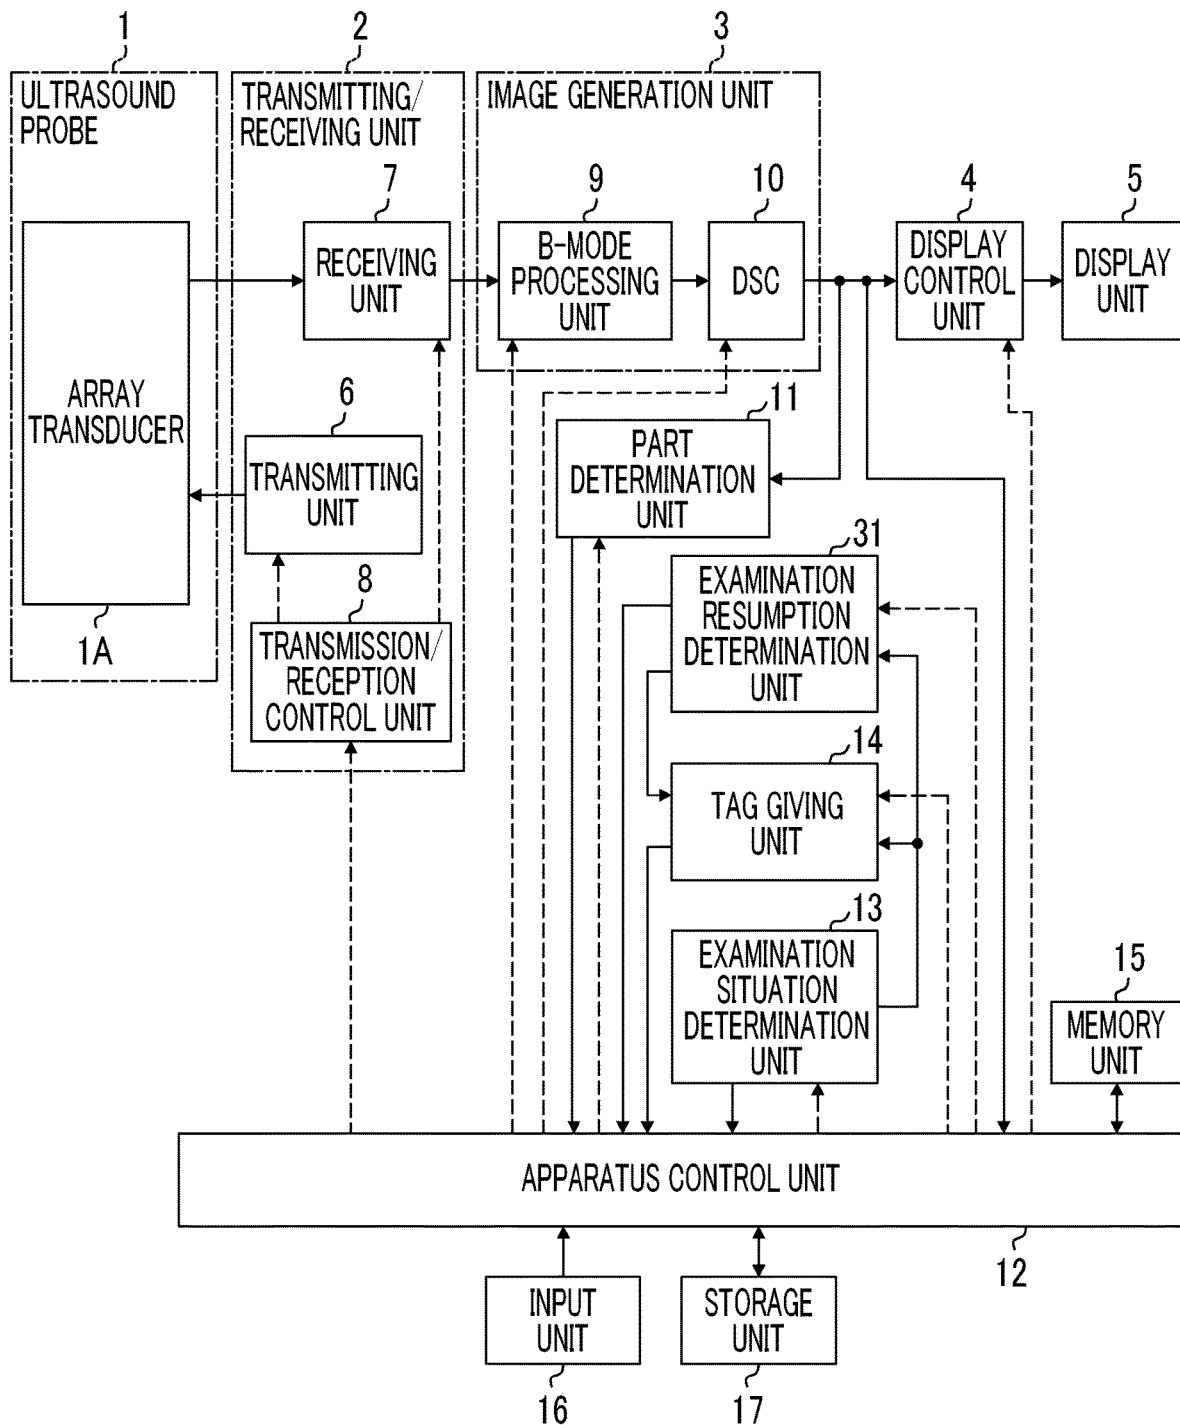 1
2
3
ULTRASOUND
PROBE
TRANSMITTING/
RECEIVING UNIT
IMAGE GENERATION UNIT
7
9
10
4
5
RECEIVING
UNIT
B-MODE
PROCESSING
UNIT
DSC
DISPLAY
CONTROL
UNIT
DISPLAY
UNIT
ARRAY
TRANSDUCER
6
11
TRANSMITTING
UNIT
PART
DETERMINATION
UNIT
1A
8
31
TRANSMISSION/
RECEPTION
CONTROL UNIT
EXAMINATION
RESUMPTION
DETERMINATION
UNIT
14
TAG GIVING
UNIT
13
EXAMINATION
SITUATION
DETERMINATION
UNIT
15
MEMORY
UNIT
APPARATUS CONTROL UNIT
12
INPUT
UNIT
STORAGE
UNIT
16
17